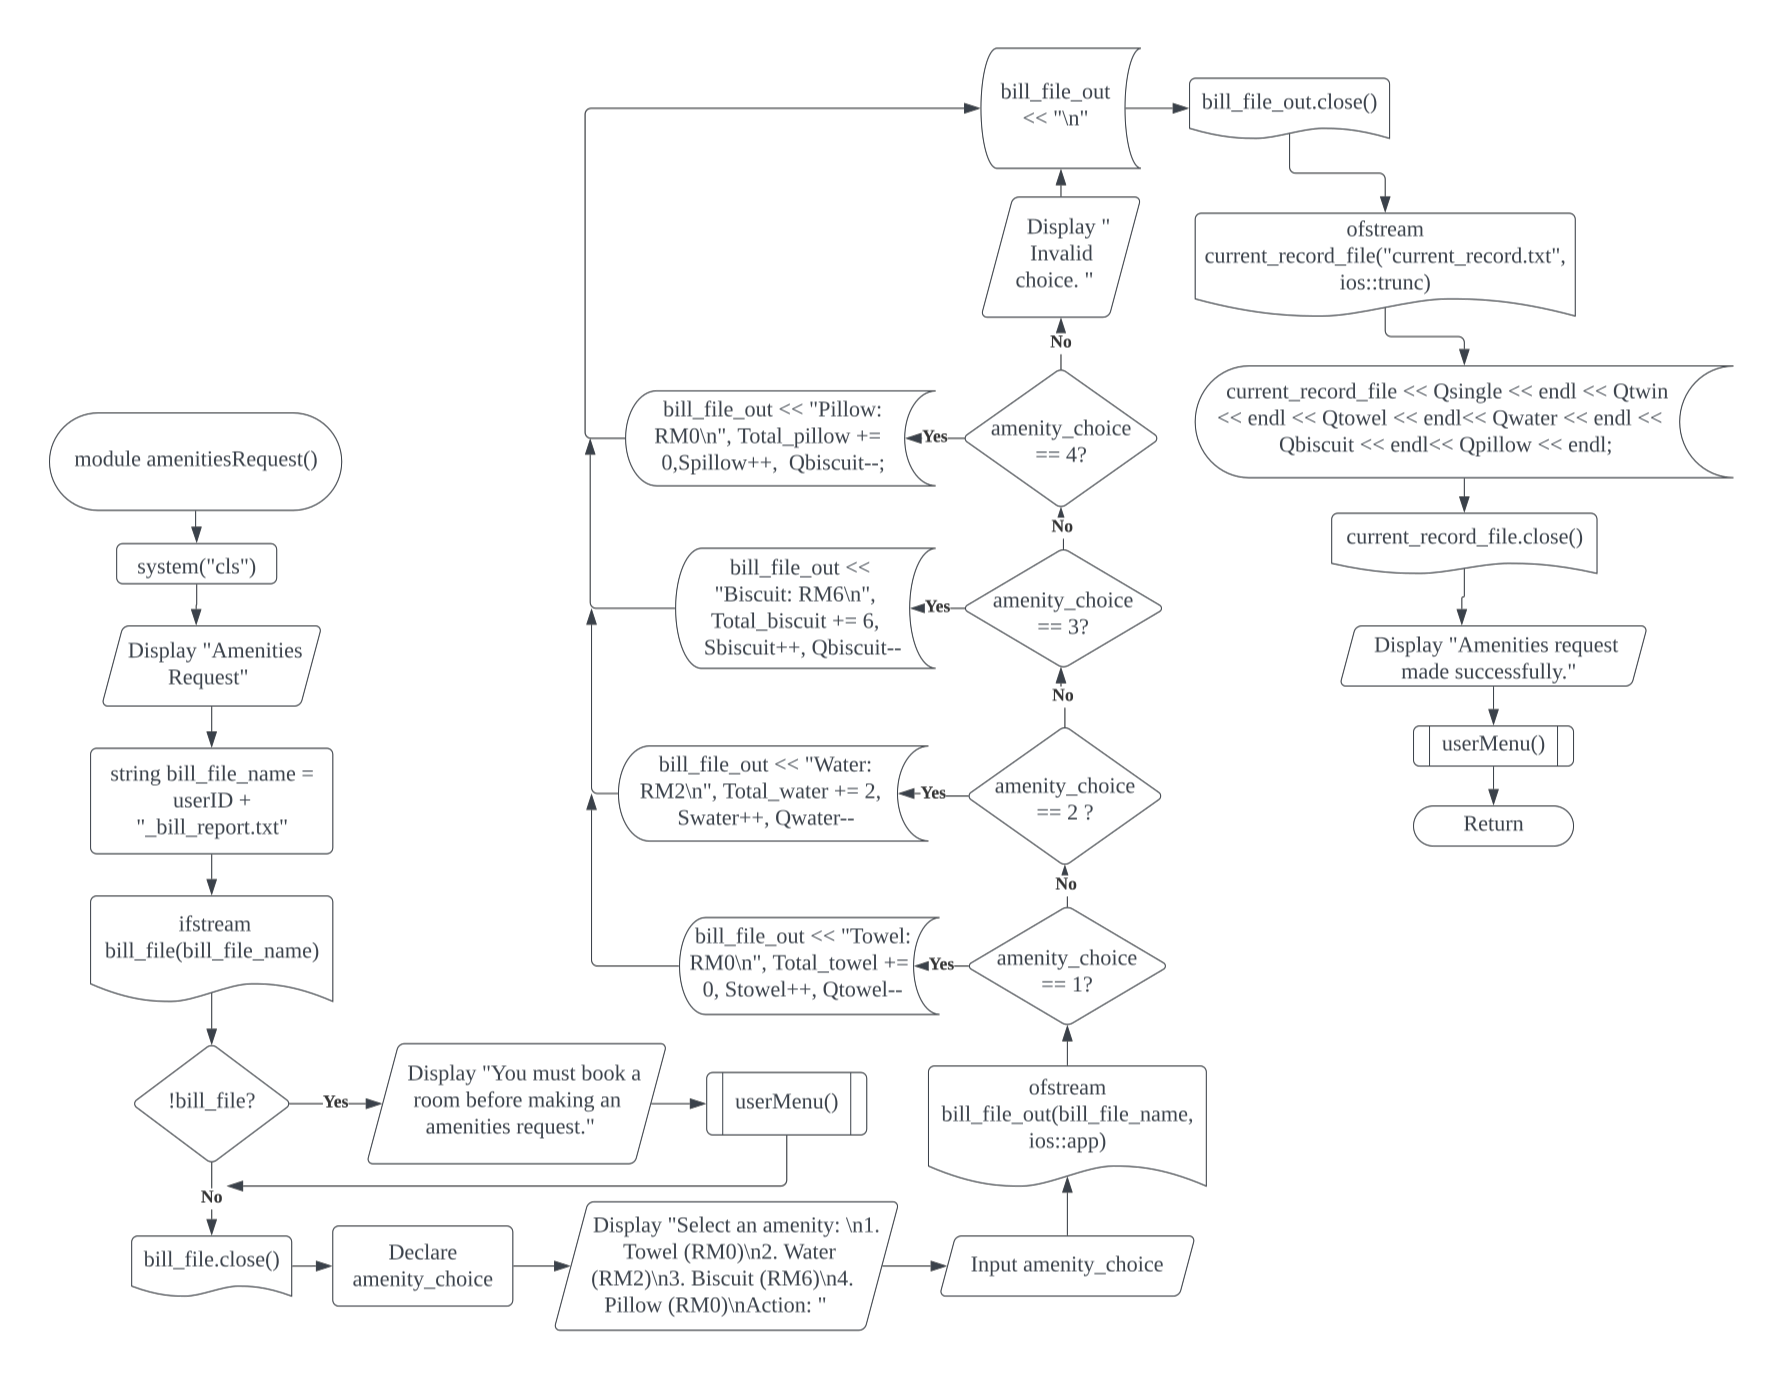 module amenitiesRequest()
system("cls")
Display "Amenities
Request"
string bill_file_name =
userID +
"_bill_report.txt"
ifstream
bill_file(bill_file_name)
!bill_file?
Yes
Display "You must book a
room before making an
amenities request."
userMenu()
No
bill_file.close()
Declare
amenity_choice
Display "Select an amenity: \n1.
Towel (RM0)\n2. Water
(RM2)\n3. Biscuit (RM6)\n4.
Pillow (RM0)\nAction: "
Input amenity_choice
ofstream
bill_file_out(bill_file_name,
ios::app)
amenity_choice
== 1?
Yes
bill_file_out << "Towel:
RM0\n", Total_towel +=
0, Stowel++, Qtowel--
No
amenity_choice
== 2 ?
Yes
bill_file_out << "Water:
RM2\n", Total_water += 2,
Swater++, Qwater--
No
amenity_choice
== 3?
Yes
bill_file_out <<
"Biscuit: RM6\n",
Total_biscuit += 6,
Sbiscuit++, Qbiscuit--
No
amenity_choice
== 4?
Yes
bill_file_out << "Pillow:
RM0\n", Total_pillow +=
0,Spillow++,  Qbiscuit--;
No
Display "
Invalid
choice. "
bill_file_out
<< "\n"
bill_file_out.close()
ofstream
current_record_file("current_record.txt",
ios::trunc)
current_record_file << Qsingle << endl << Qtwin
<< endl << Qtowel << endl<< Qwater << endl <<
Qbiscuit << endl<< Qpillow << endl;
current_record_file.close()
Display "Amenities request
made successfully."
userMenu()
Return